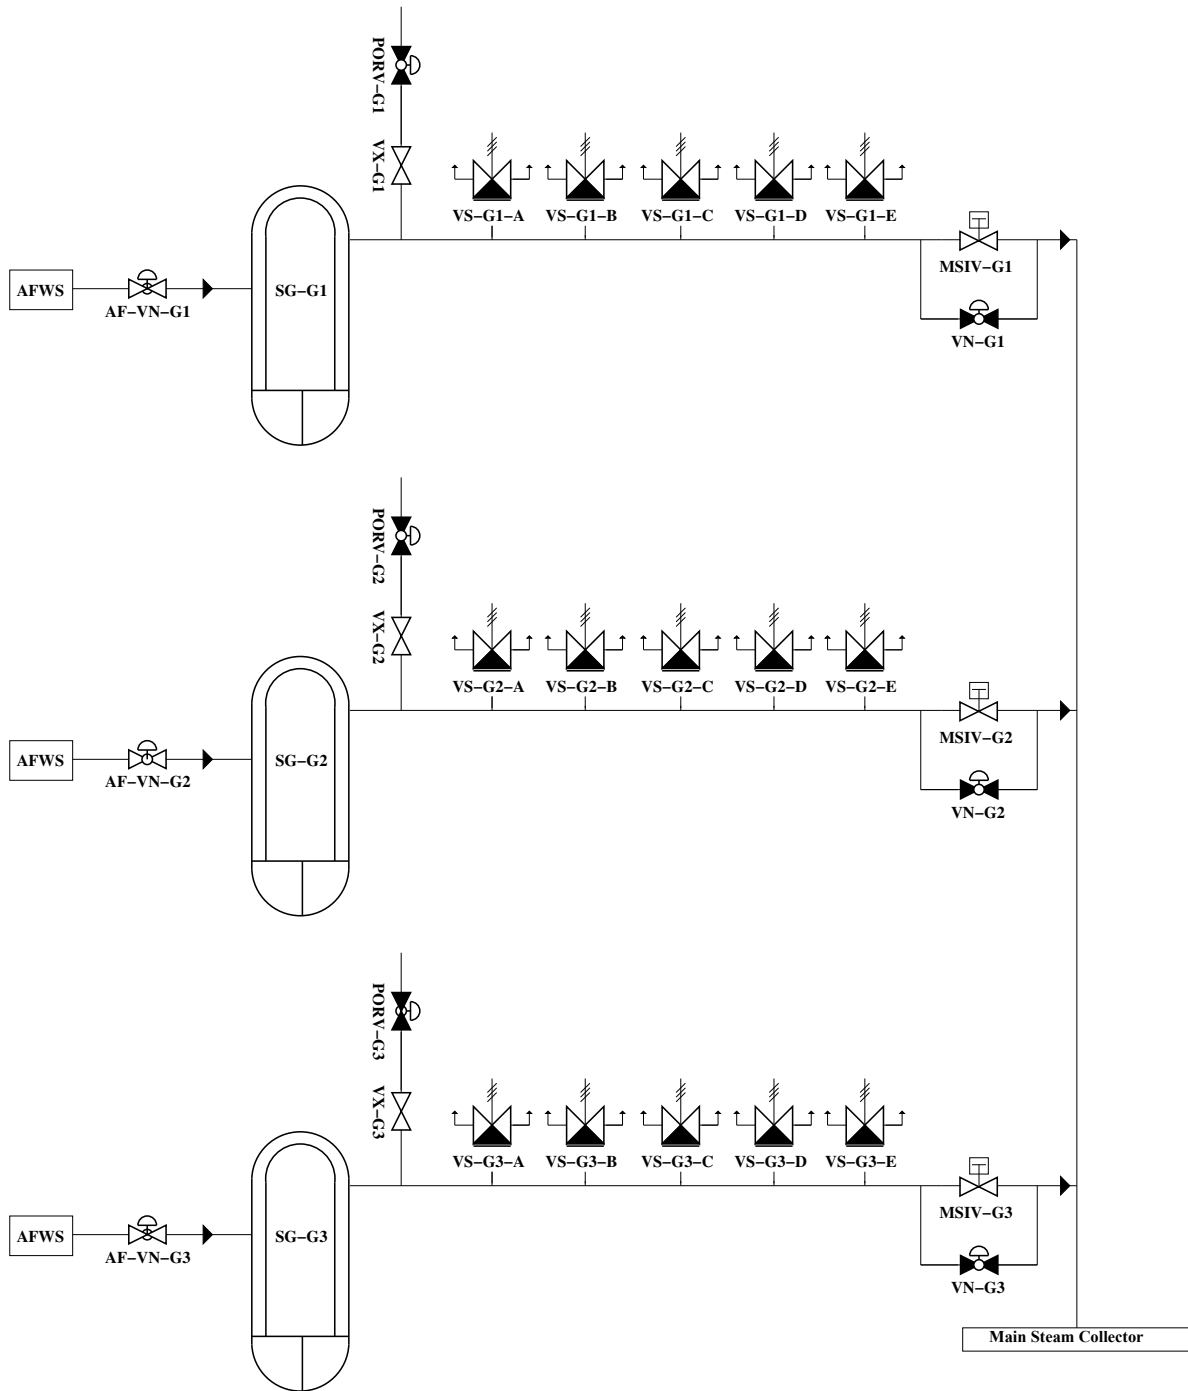 PORV-G1
VX-G1
VS-G1-A VS-G1-B VS-G1-C VS-G1-D VS-G1-E
MSIV-G1
AFWS
AF-VN-G1
SG-G1
VN-G1
PORV-G2
VX-G2
VS-G2-A VS-G2-B VS-G2-C VS-G2-D VS-G2-E
MSIV-G2
AFWS
AF-VN-G2
SG-G2
VN-G2
PORV-G3
VX-G3
VS-G3-A VS-G3-B VS-G3-C VS-G3-D VS-G3-E
MSIV-G3
AFWS
AF-VN-G3
SG-G3
VN-G3
Main Steam Collector